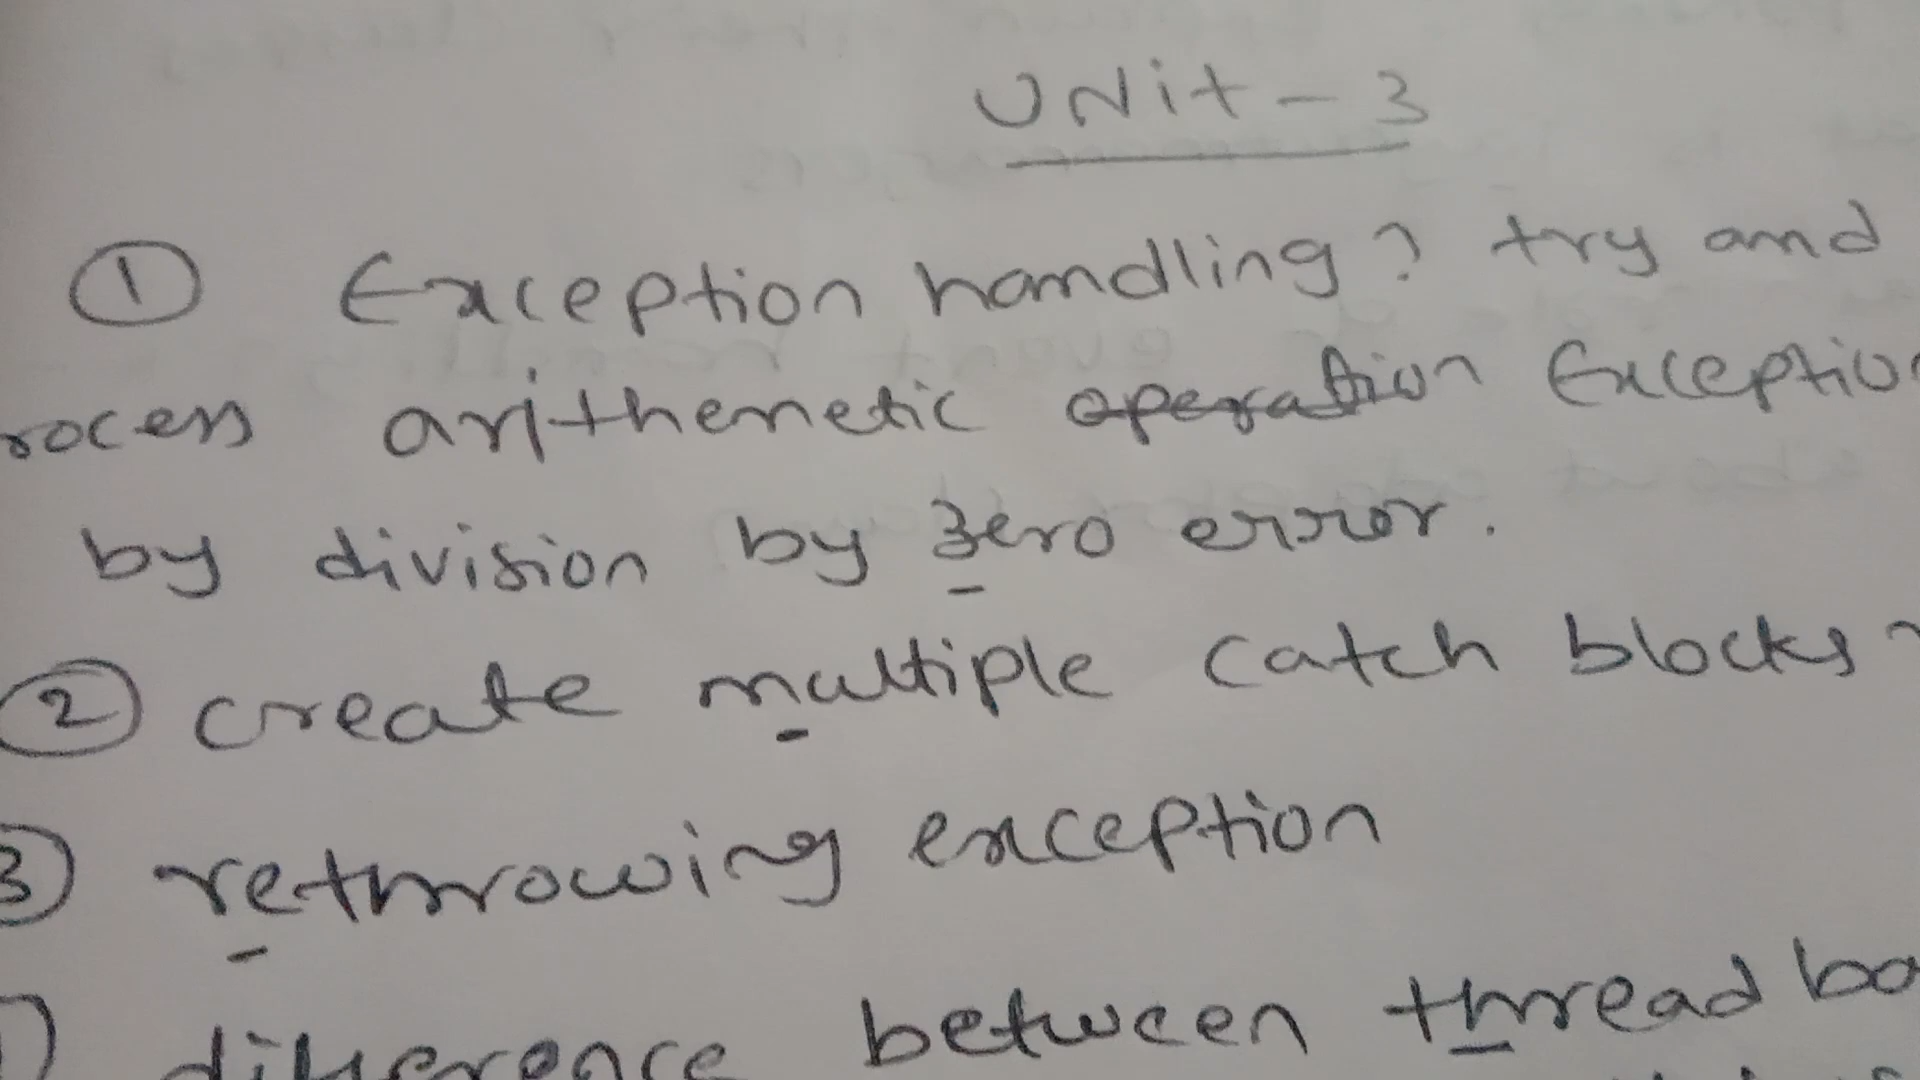 UNit-3
① Exception handling? try and
rocess arithemetic operation Exception
by division by zero error.
② create multiple catch blocks
3) rethrowing exception
difference between thread